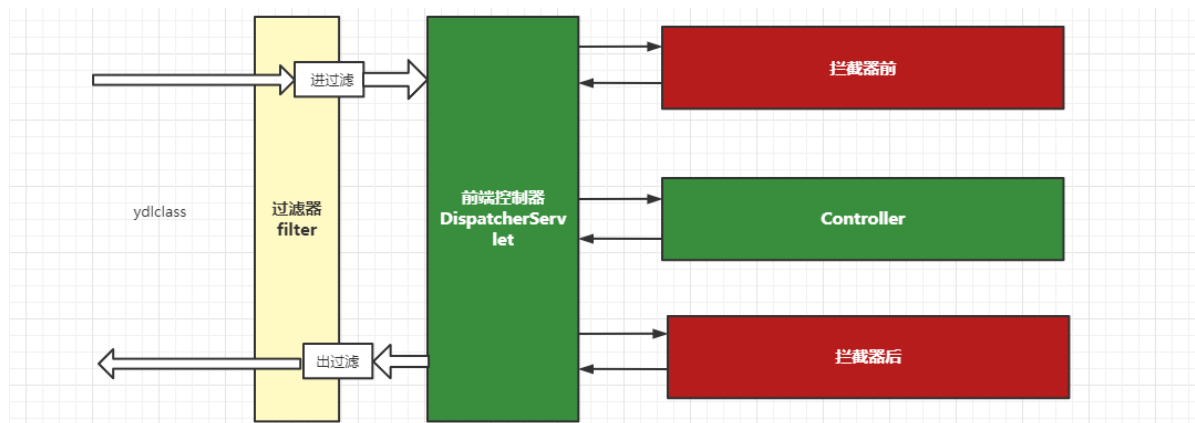 进过滤
拦截器前
ydlclass
过滤器
filter
前端控制器
DispatcherServ
let
Controller
出过滤
拦截器后